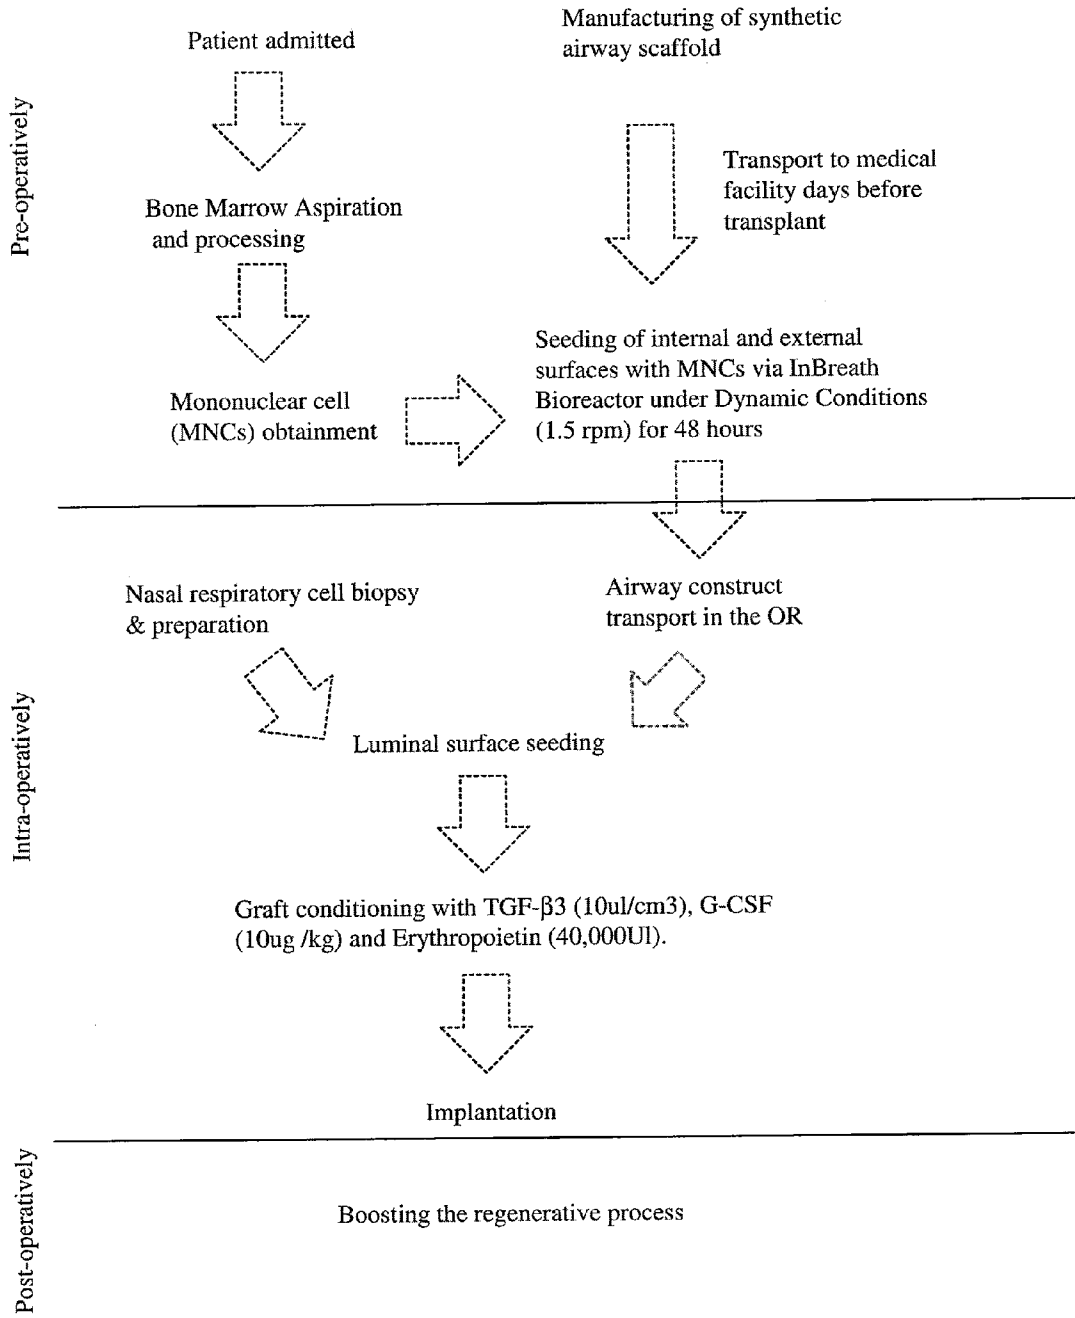 Pre-operatively
Patient admitted
Manufacturing of synthetic
airway scaffold
Transport to medical
facility days before
transplant
Bone Marrow Aspiration
and processing
Mononuclear cell
(MNCs) obtainment
Seeding of internal and external
surfaces with MNCs via InBreath
Bioreactor under Dynamic Conditions
(1.5 rpm) for 48 hours
Intra-operatively
Nasal respiratory cell biopsy
& preparation
Airway construct
transport in the OR
Luminal surface seeding
Graft conditioning with TGF-β3 (10ul/cm3), G-CSF
(10ug /kg) and Erythropoietin (40,000Ul).
Implantation
Post-operatively
Boosting the regenerative process